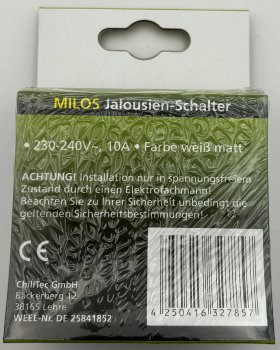 MILOS Jalousien-Schalter
• 230-240V~, 10A • Farbe weiß matt
ACHTUNG! Installation nur in spannungsfreiem
Zustand durch einen Elektrofachmann!
Beachten Sie zu Ihrer Sicherheit unbedingt die
geltenden Sicherheitsbestimmungen!
CE
ChiliTec GmbH
Bäckerberg 12
38165 Lehre
WEEE-Nr. DE 25841852
4 250416 327857